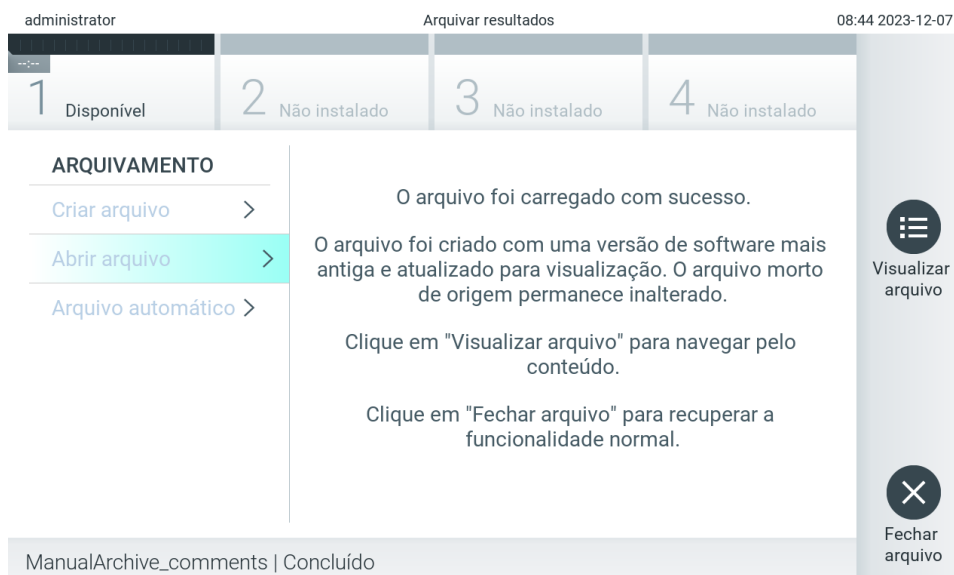 administrator
Arquivar resultados
08:44 2023-12-07
--:--
1 Disponível
2 Não instalado
3 Não instalado
4 Não instalado
ARQUIVAMENTO
Criar arquivo
Abrir arquivo
Arquivo automático
O arquivo foi carregado com sucesso.
O arquivo foi criado com uma versão de software mais
antiga e atualizado para visualização. O arquivo morto
de origem permanece inalterado.
Clique em "Visualizar arquivo" para navegar pelo
conteúdo.
Clique em "Fechar arquivo" para recuperar a
funcionalidade normal.
Visualizar
arquivo
Fechar
arquivo
ManualArchive_comments | Concluído